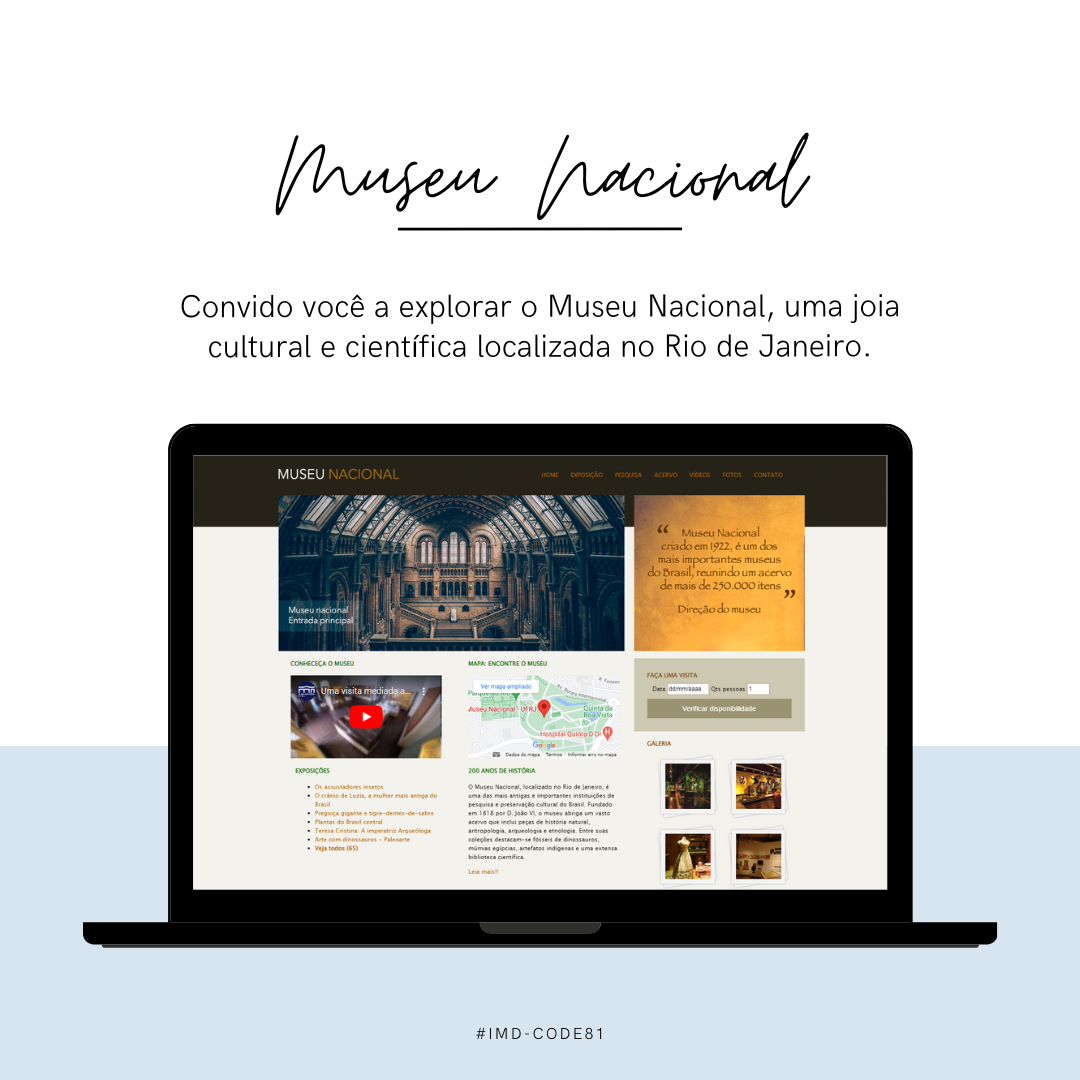 Museu Nacional
Convido você a explorar o Museu Nacional, uma joia
cultural e científica localizada no Rio de Janeiro.
MUSEU NACIONAL
HOME EXPOSIÇÃO PESQUISA ACERVO VÍDEOS FOTOS CONTATO
Museu nacional
Entrada principal
“ Museu Nacional
criado em 1922, é um dos
mais importantes museus
do Brasil, reunindo um acervo
de mais de 250.000 itens ”
Direção do museu
CONHECEÇA O MUSEU
Uma visita mediada a...
MAPA: ENCONTRE O MUSEU
Ver mapa ampliado
R. Fausen
Parque
Av. Rotary Internacional
Museu Nacional - UFRJ
Quinta da
Boa Vista
Hospital Quinta D'Or
Google
Dados do mapa Termos Informar erro no mapa
FAÇA UMA VISITA
Data dd/mm/aaaa Qts pessoas 1
Verificar disponibilidade
EXPOSIÇÕES
Os assustadores insetos
O crânio de Luzia, a mulher mais antiga do
Brasil
Preguiça gigante e tigre-dentes-de-sabre
Plantas do Brasil central
Teresa Cristina: A imperatriz Arqueóloga
Arte com dinossauros - Paleoarte
Veja todos (65)
200 ANOS DE HISTÓRIA
O Museu Nacional, localizado no Rio de Janeiro, é
uma das mais antigas e importantes instituições de
pesquisa e preservação cultural do Brasil. Fundado
em 1818 por D. João VI, o museu abriga um vasto
acervo que inclui peças de história natural,
antropologia, arqueologia e etnologia. Entre suas
coleções destacam-se fósseis de dinossauros,
múmias egípcias, artefatos indígenas e uma extensa
biblioteca científica.
Leia mais!!
GALERIA
#IMD-CODE81